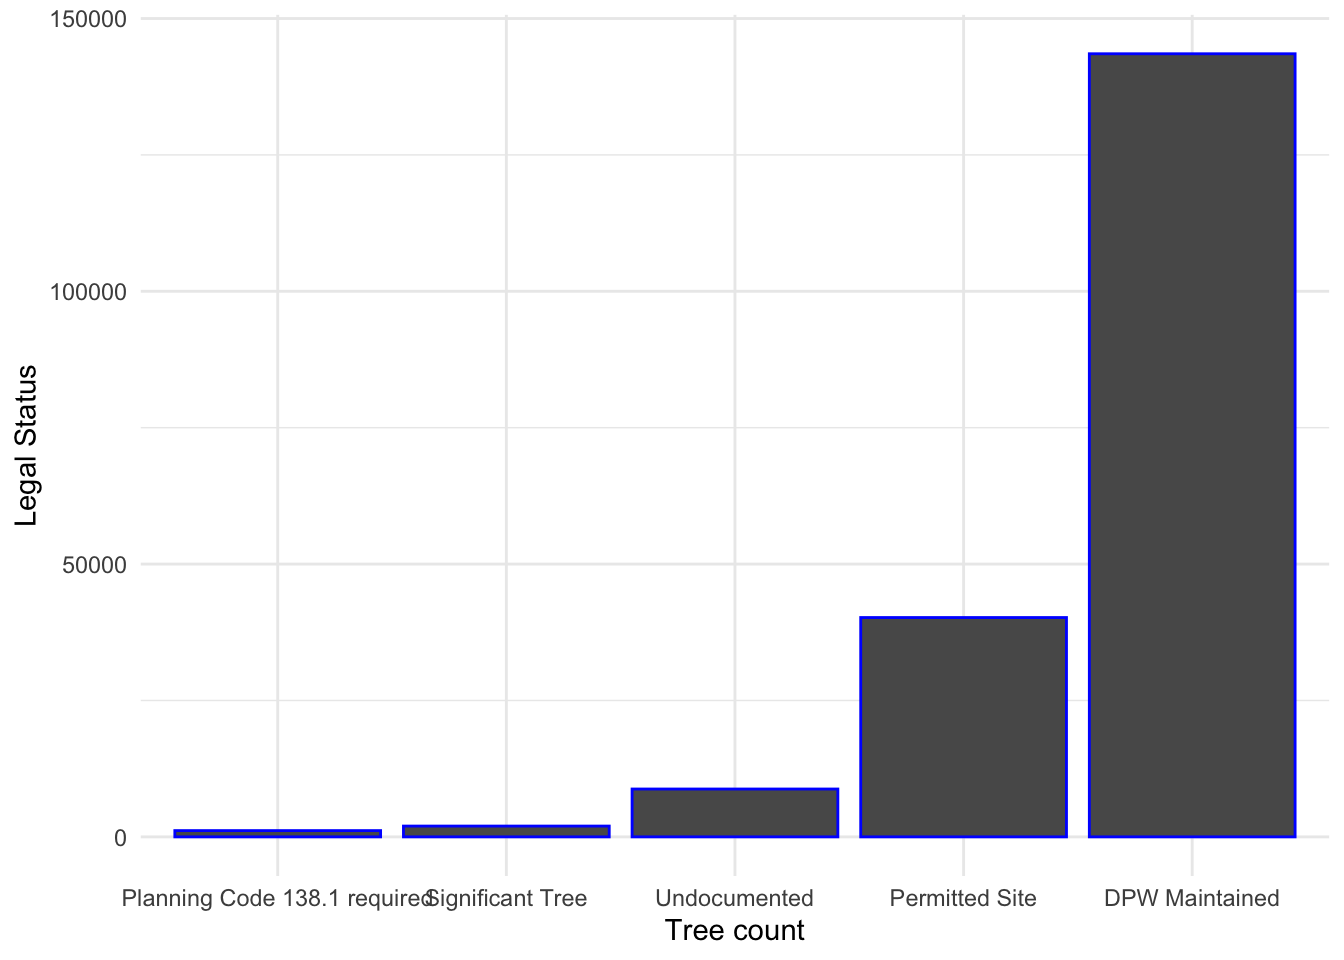 150000
100000
50000
0
Legal Status
Planning Code 138.1 required
Significant Tree
Undocumented
Permitted Site
DPW Maintained
Tree count